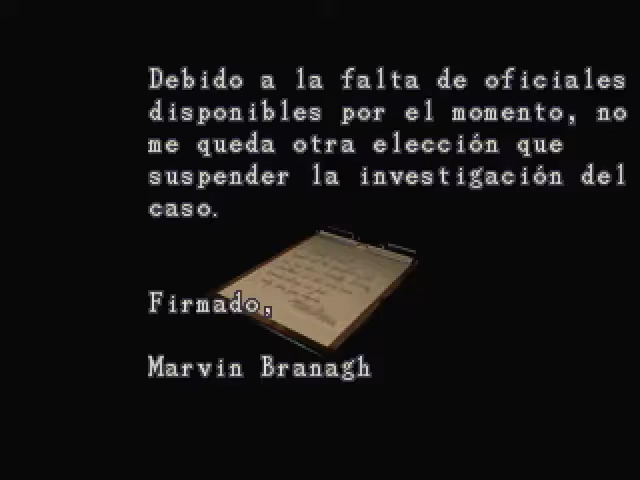 Debido a la falta de oficiales
disponibles por el momento, no
me queda otra elección que
suspender la investigación del
caso.
Firmado,
Marvin Branagh